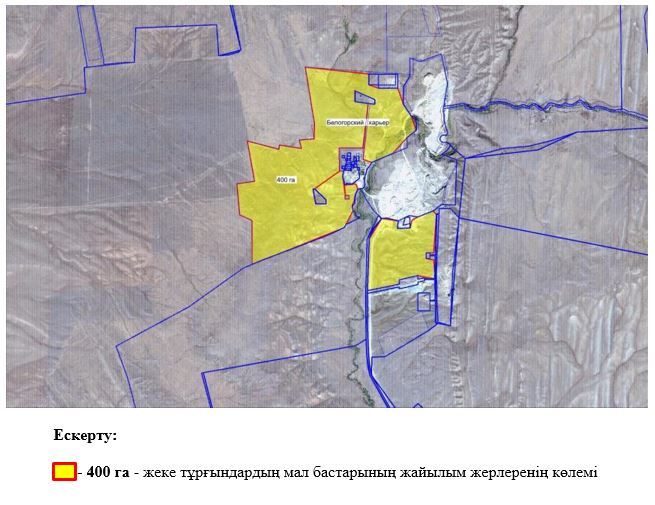 Белогорский карьер
400 га
Ескерту:
- 400 га - жеке тұрғындардың мал бастарының жайылым жерлеренің көлемі